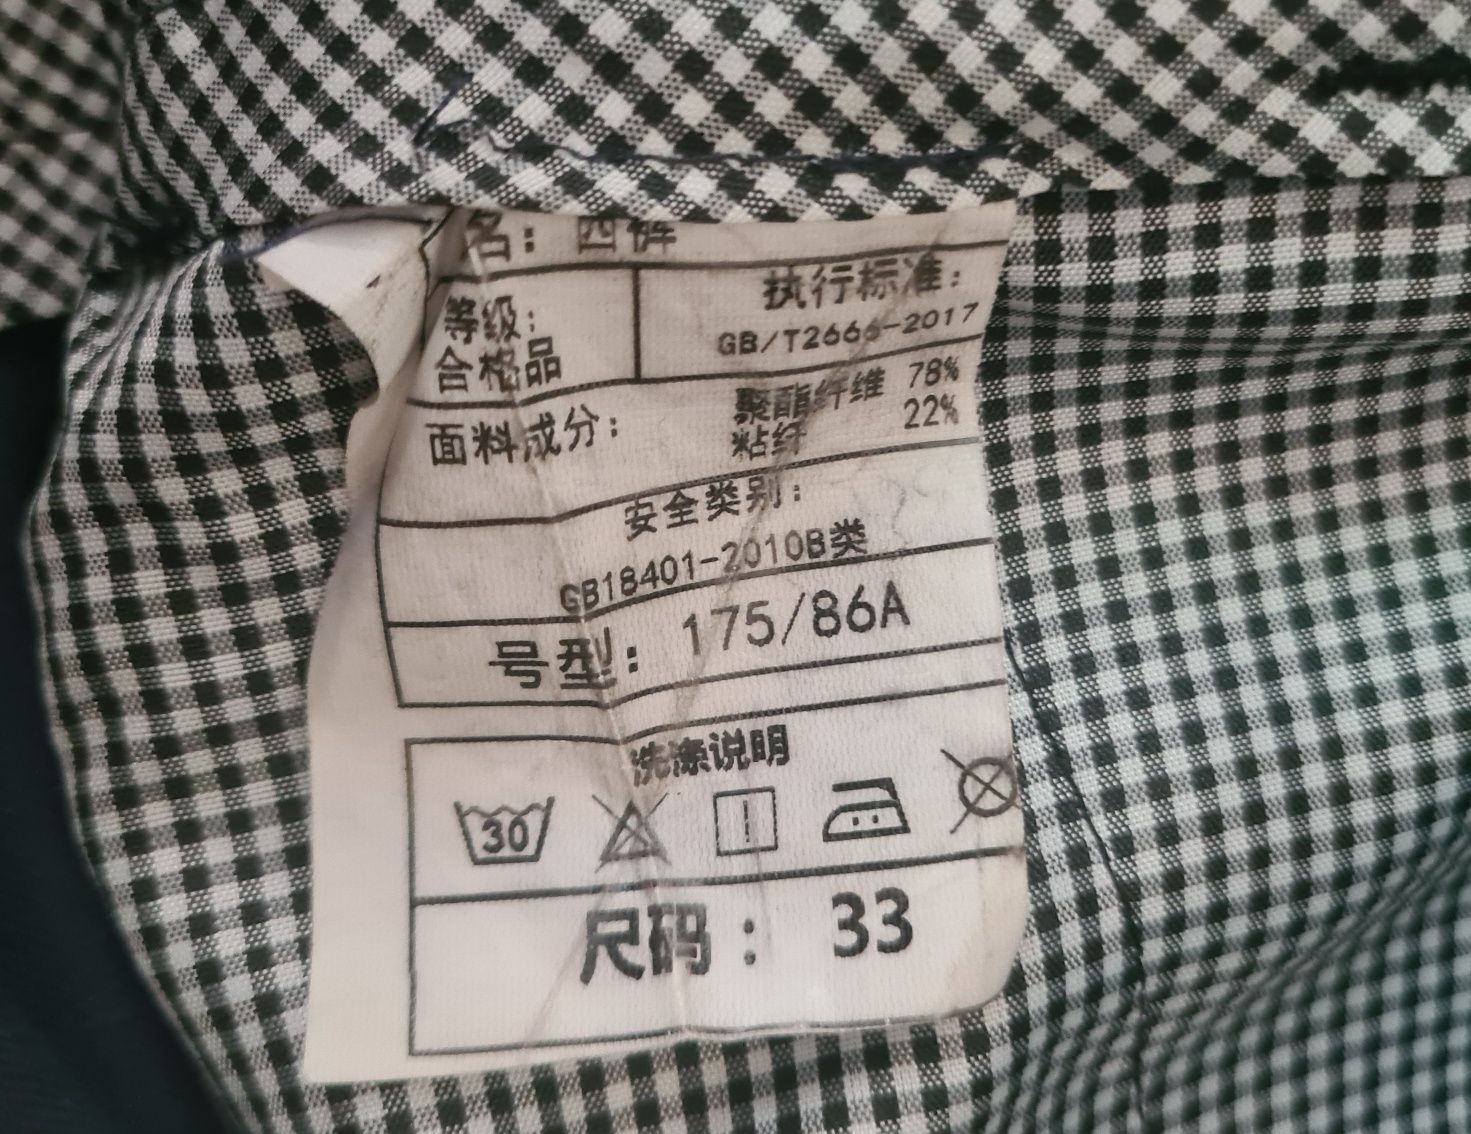 名：西裤
等级：
合格品
执行标准：
GB/T2666-2017
面料成分：
聚酯纤维 78%
粘纤 22%
安全类别：
GB18401-2010B类
号型：175/86A
洗涤说明
30
尺码：33